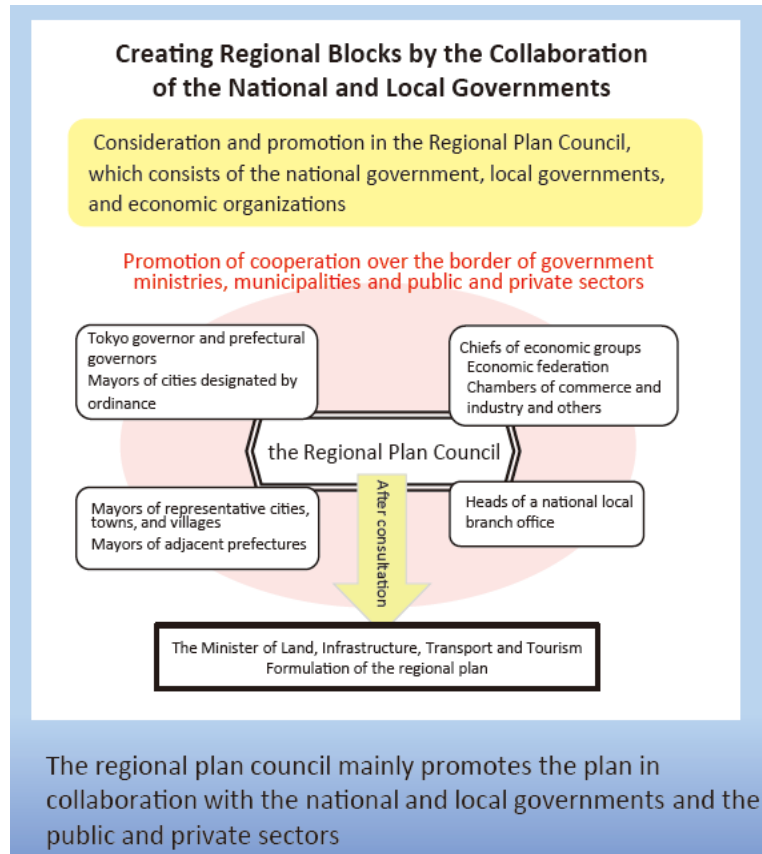 Creating Regional Blocks by the Collaboration
of the National and Local Governments
Consideration and promotion in the Regional Plan Council,
which consists of the national government, local governments,
and economic organizations
Promotion of cooperation over the border of government
ministries, municipalities and public and private sectors
Tokyo governor and prefectural
governors
Mayors of cities designated by
ordinance
Chiefs of economic groups
Economic federation
Chambers of commerce and
industry and others
the Regional Plan Council
Mayors of representative cities,
towns, and villages
Mayors of adjacent prefectures
After consultation
Heads of a national local
branch office
The Minister of Land, Infrastructure, Transport and Tourism
Formulation of the regional plan
The regional plan council mainly promotes the plan in
collaboration with the national and local governments and the
public and private sectors